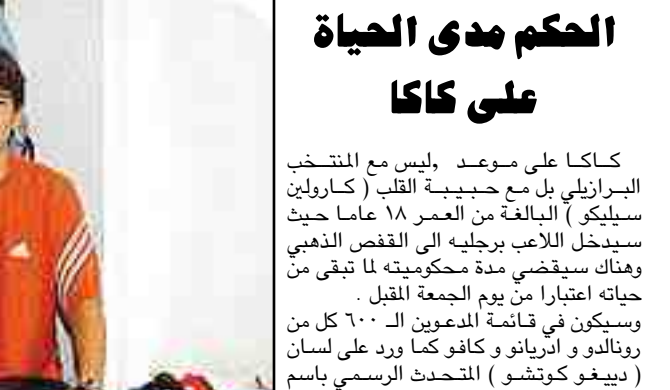 الحكم مدى الحياة
على كاكا
كاكا على موعد ,ليس مع المنتخب
البرازيلي بل مع حبيبة القلب ( كارولين
سيليكو ) البالغة من العمر ١٨ عاما حيث
سيدخل اللاعب برجليه الى القفص الذهبي
وهناك سيقضي مدة محكوميته لما تبقى من
حياته اعتبارا من يوم الجمعة المقبل .
وسيكون في قائمة المدعوين الـ ٦٠٠ كل من
رونالدو و ادريانو و كافو كما ورد على لسان
( دييغو كوتشو ) المتحدث الرسمي باسم